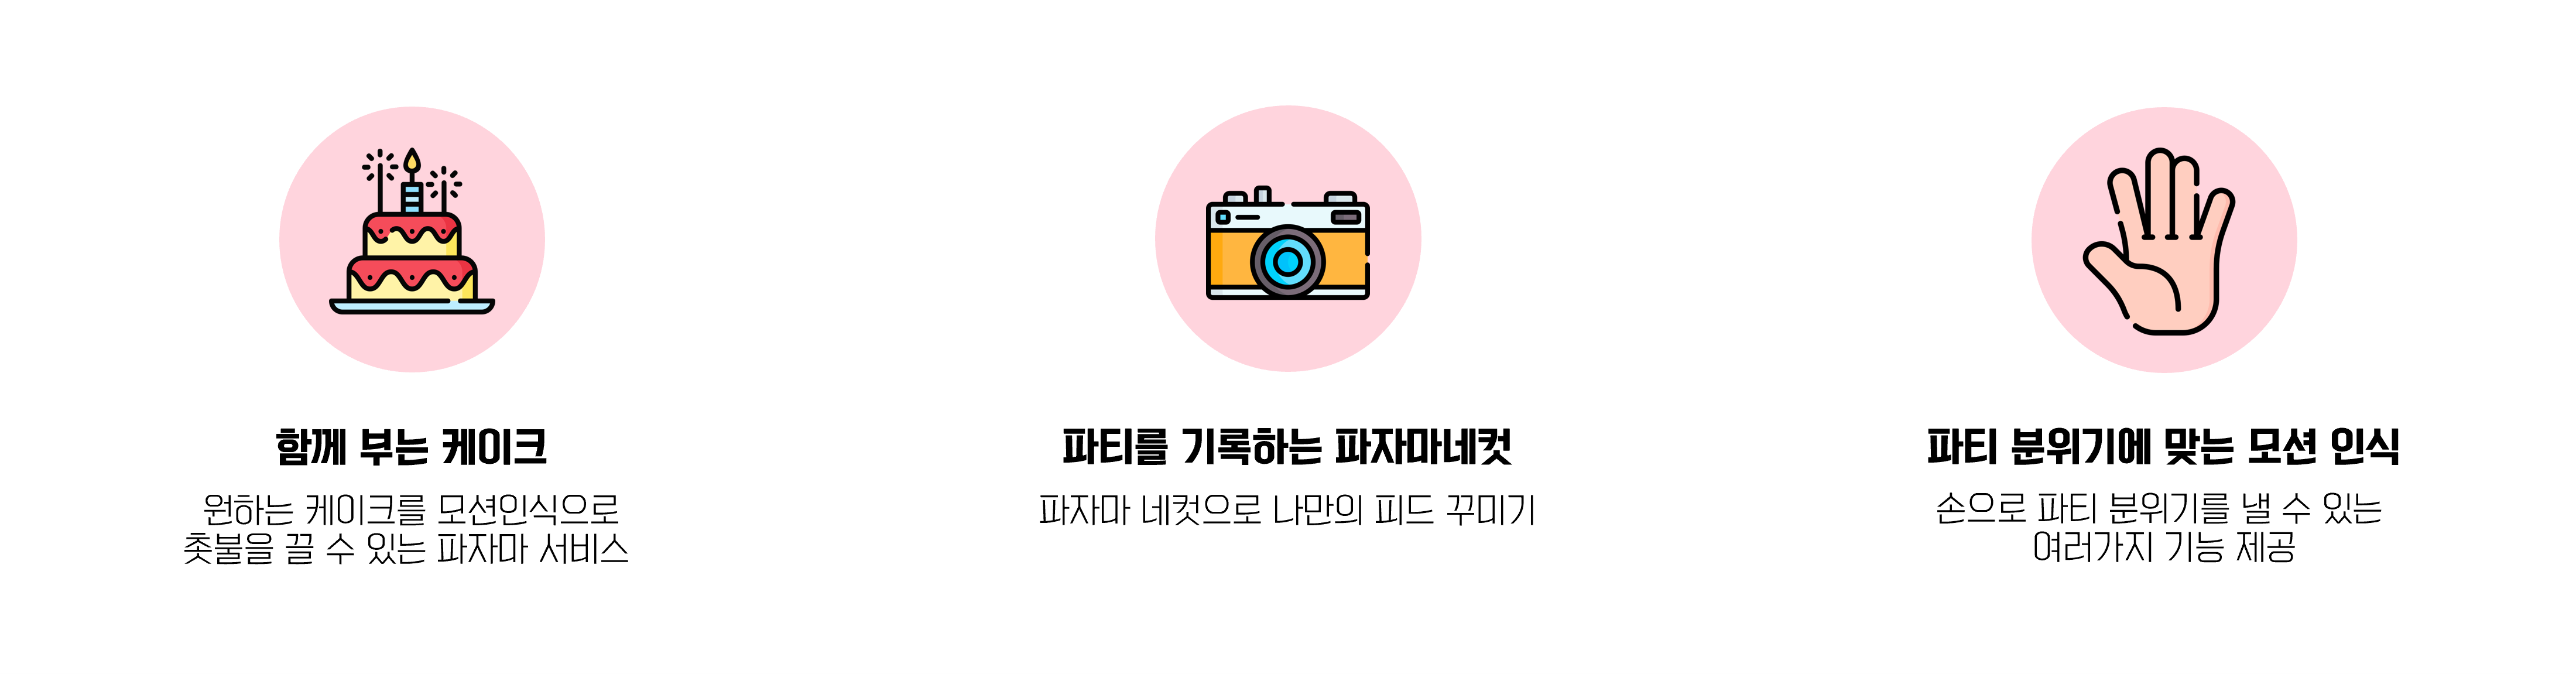 함께 부는 케이크
원하는 케이크를 모션인식으로
촛불을 끌 수 있는 파자마 서비스
파티를 기록하는 파자마네컷
파자마 네컷으로 나만의 피드 꾸미기
파티 분위기에 맞는 모션 인식
손으로 파티 분위기를 낼 수 있는
여러가지 기능 제공